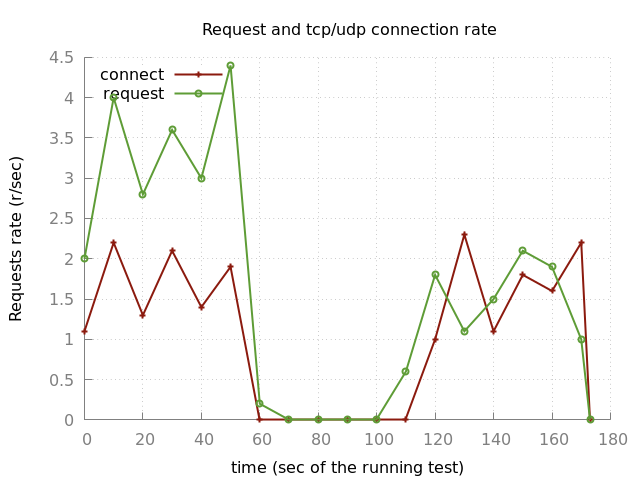 Request and tcp/udp connection rate
4.5
4
3.5
3
2.5
2
1.5
1
0.5
0
connect
request
Requests rate (r/sec)
0 20 40 60 80 100 120 140 160 180
time (sec of the running test)